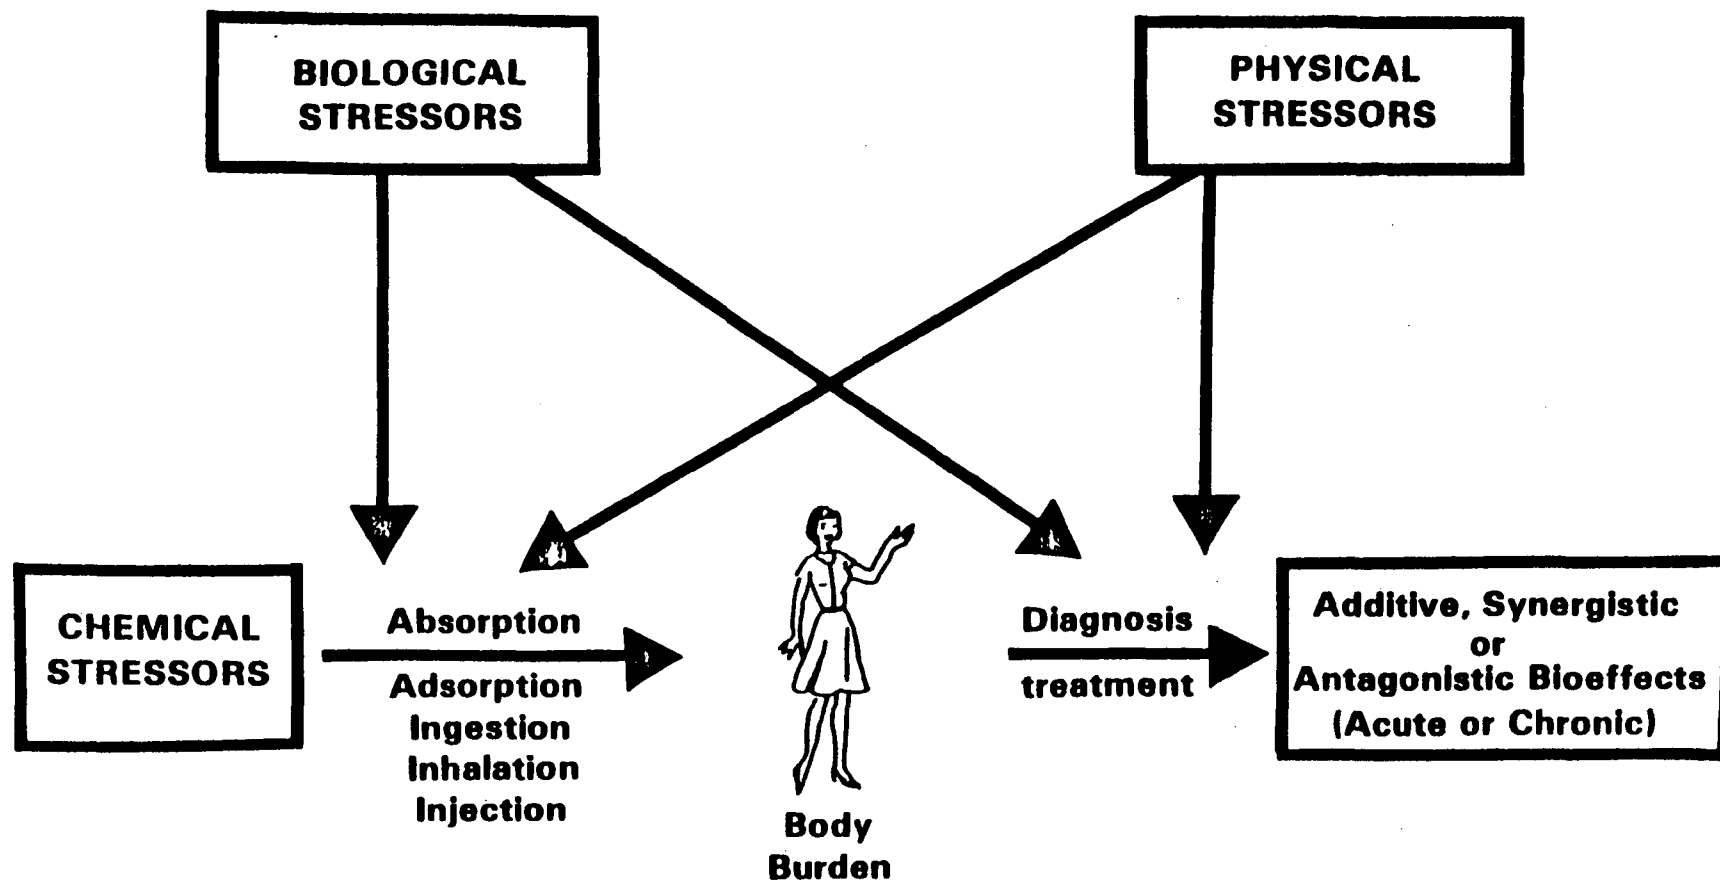 BIOLOGICAL
STRESSORS
PHYSICAL
STRESSORS
CHEMICAL
STRESSORS
Absorption
Adsorption
Ingestion
Inhalation
Injection
Body
Burden
Diagnosis
treatment
Additive, Synergistic
or
Antagonistic Bioeffects
(Acute or Chronic)